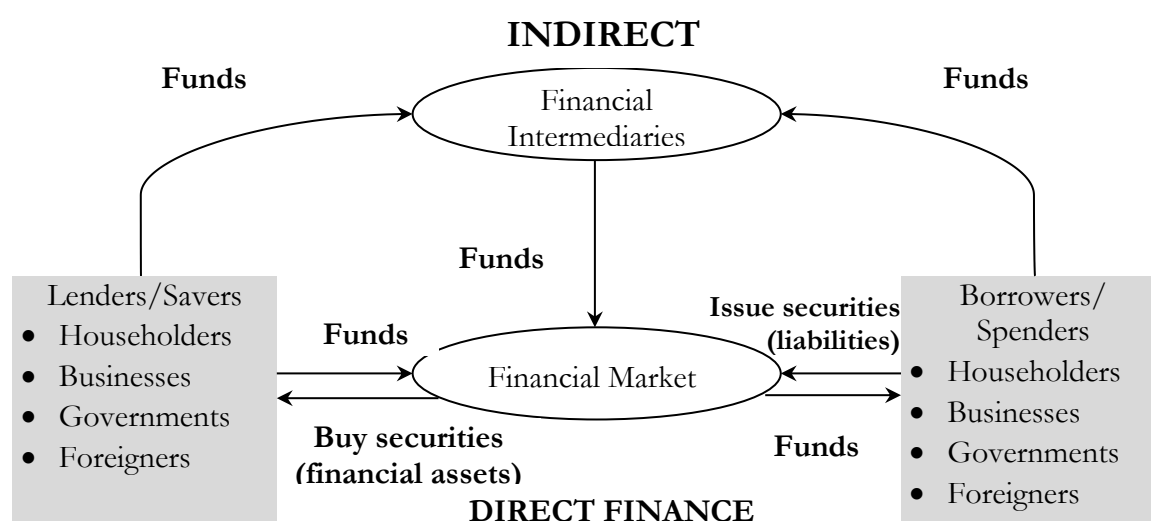 INDIRECT
Funds
Funds
Financial
Intermediaries
Funds
Lenders/Savers
• Householders
• Businesses
• Governments
• Foreigners
Funds
Financial Market
Buy securities
(financial assets)
Issue securities
(liabilities)
Funds
Borrowers/
Spenders
• Householders
• Businesses
• Governments
• Foreigners
DIRECT FINANCE